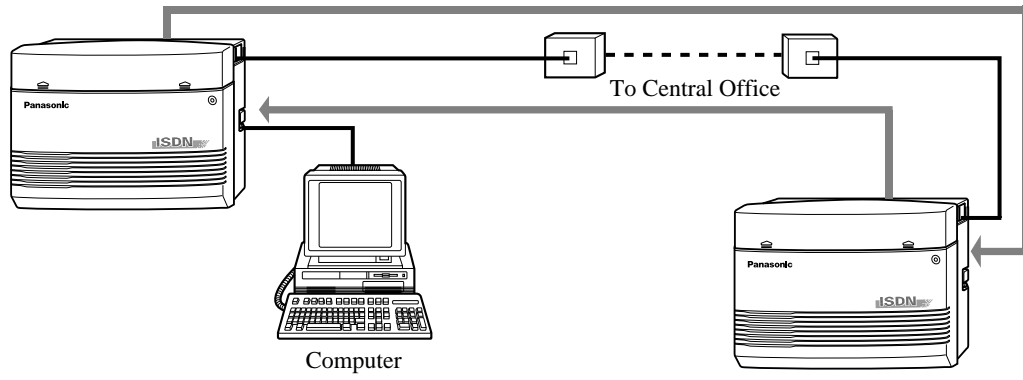 To Central Office
Panasonic
ISDN
Panasonic
ISDN
Computer